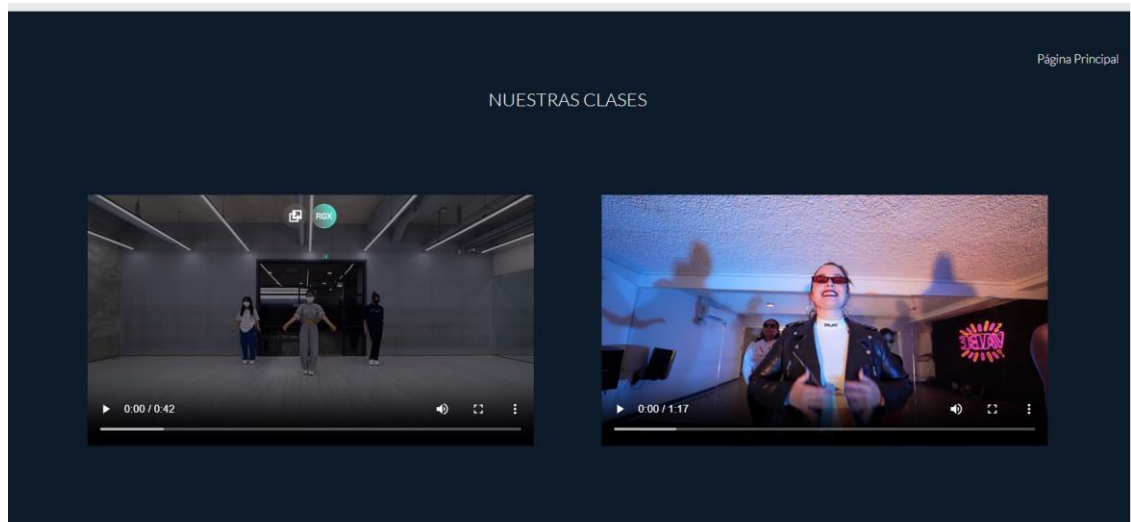 Página Principal
NUESTRAS CLASES
RGX
0:00 / 0:42
0:00 / 1:17